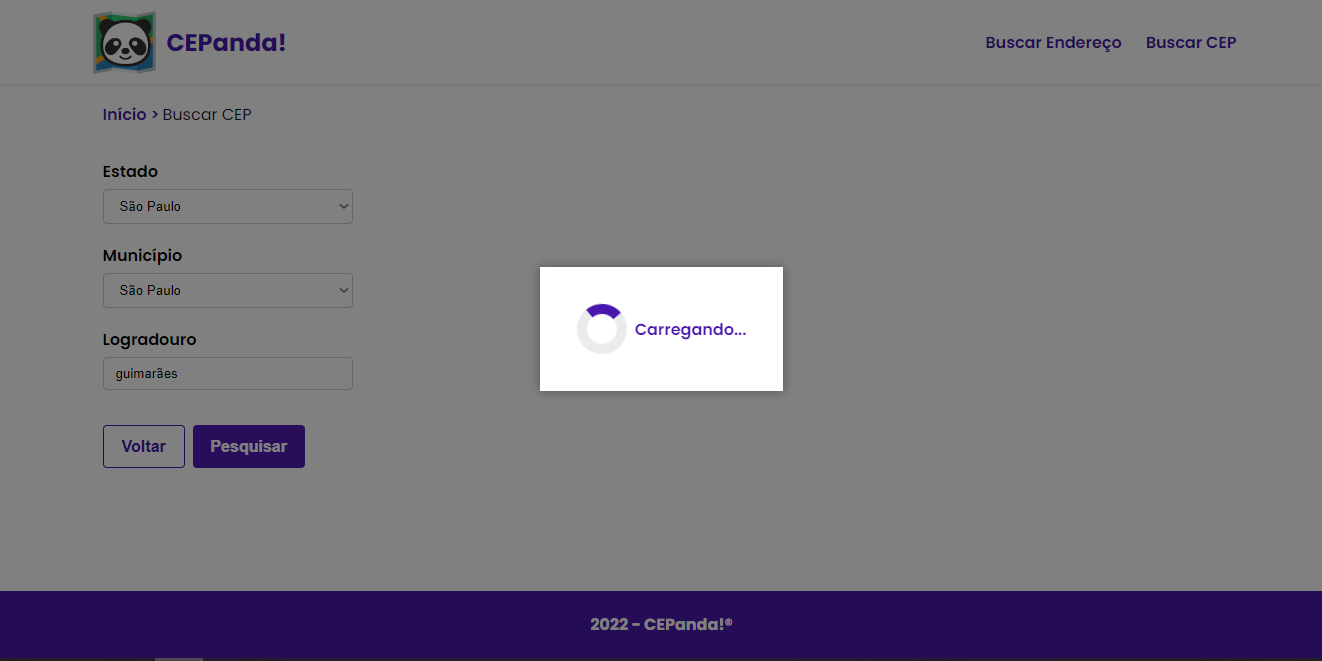 CEPanda!
Buscar Endereço Buscar CEP
Início > Buscar CEP
Estado
São Paulo
Município
São Paulo
Logradouro
guimarães
Voltar Pesquisar
Carregando...
2022 - CEPanda!®